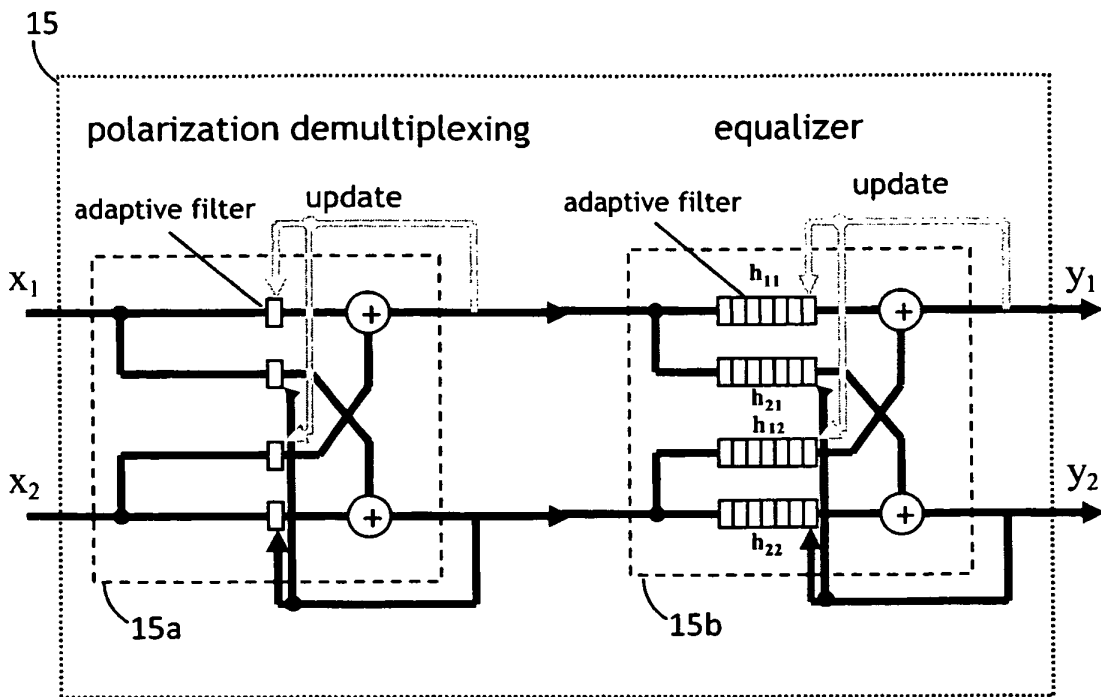 15
polarization demultiplexing
equalizer
update
update
adaptive filter
adaptive filter
x₁
h₁₁
y₁
+
+
h₂₁
h₁₂
x₂
y₂
+
+
h₂₂
15a
15b